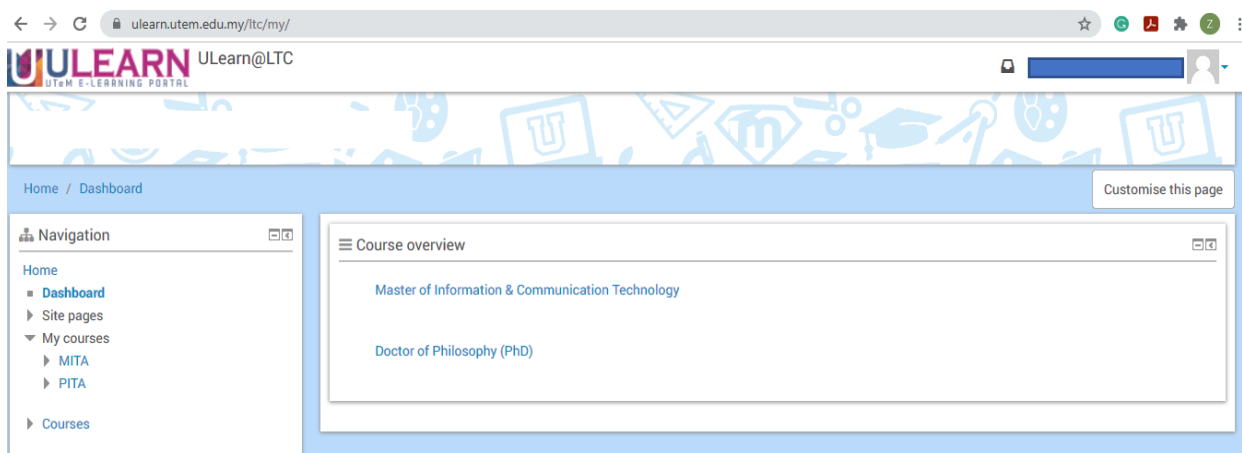 ulearn.utem.edu.my/ltc/my/
Z
ULEARN ULearn@LTC
UTeM E-LEARNING PORTAL
Home / Dashboard
Customise this page
Navigation
Home
Dashboard
Site pages
My courses
MITA
PITA
Courses
Course overview
Master of Information & Communication Technology
Doctor of Philosophy (PhD)